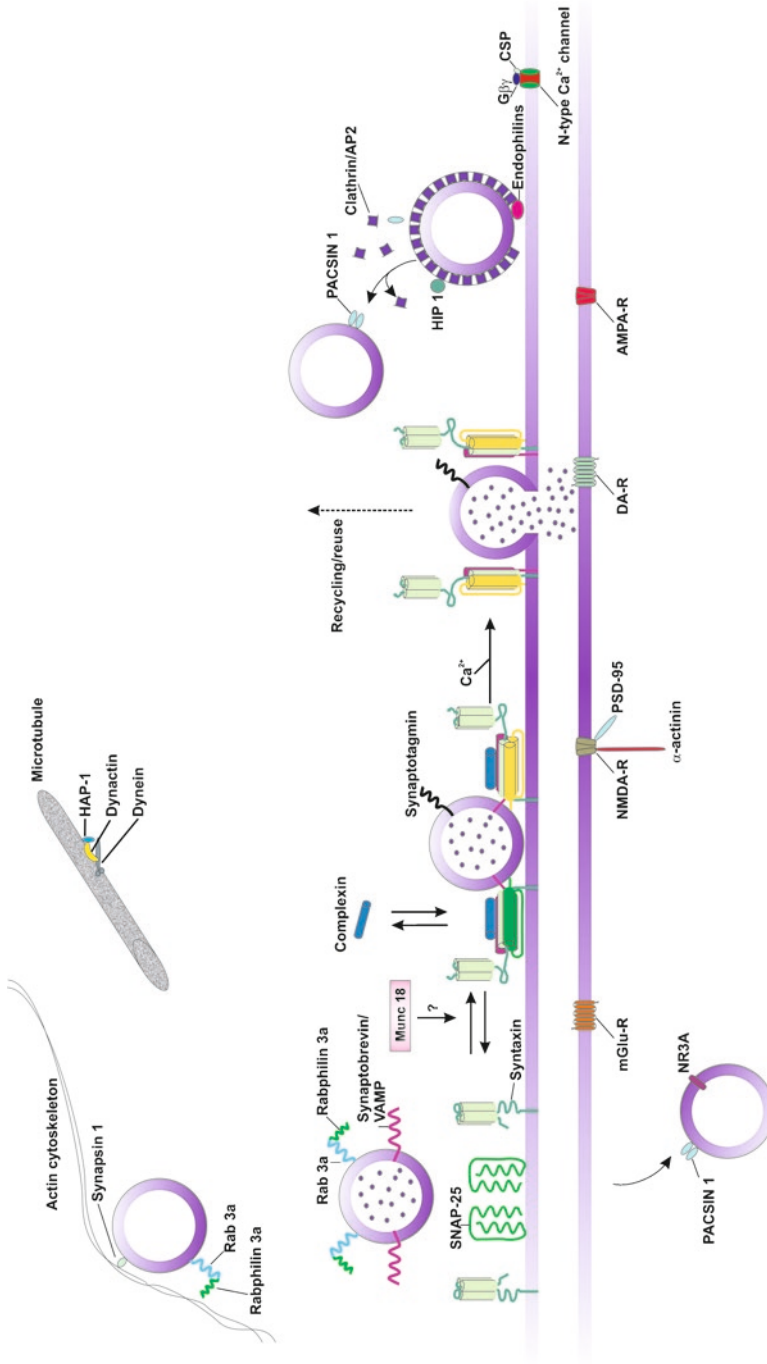 Actin cytoskeleton
Synapsin 1
Rab 3a
Rabphilin 3a
Microtubule
HAP-1
Dynactin
Dynein
Rabphilin 3a
Rab 3a
Synaptobrevin/
VAMP
Munc 18
?
Complexin
Synaptotagmin
Ca²⁺
Recycling/reuse
PACSIN 1
Clathrin/AP2
HIP 1
Endophilins
Gβγ
CSP
N-type Ca²⁺ channel
SNAP-25
Syntaxin
mGlu-R
NMDA-R
PSD-95
α-actinin
DA-R
AMPA-R
PACSIN 1
NR3A